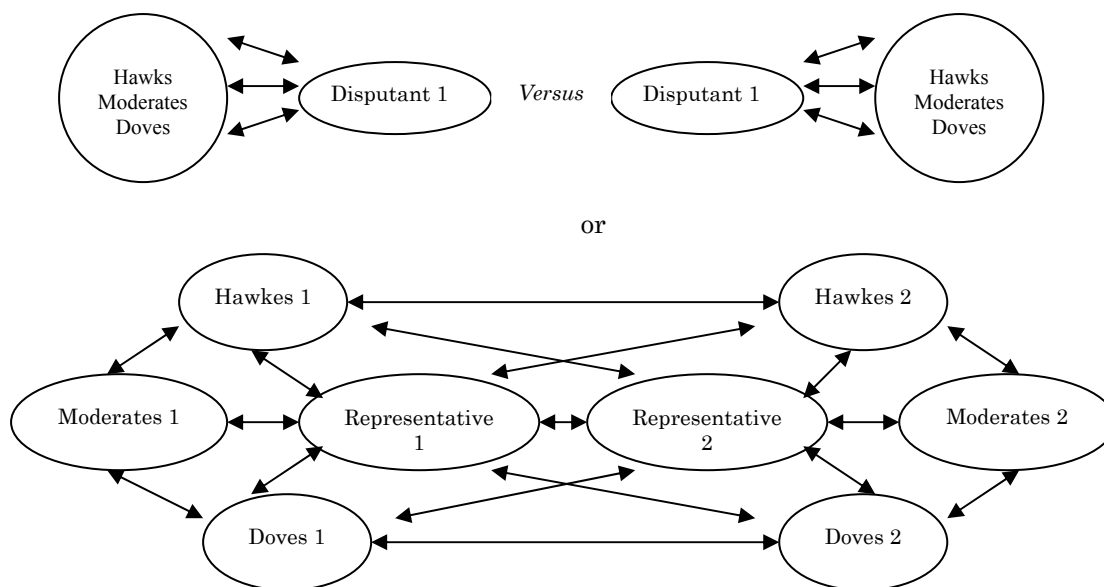 Hawks
Moderates
Doves
Disputant 1
Versus
Disputant 1
Hawks
Moderates
Doves
or
Hawkes 1
Hawkes 2
Moderates 1
Representative
1
Representative
2
Moderates 2
Doves 1
Doves 2